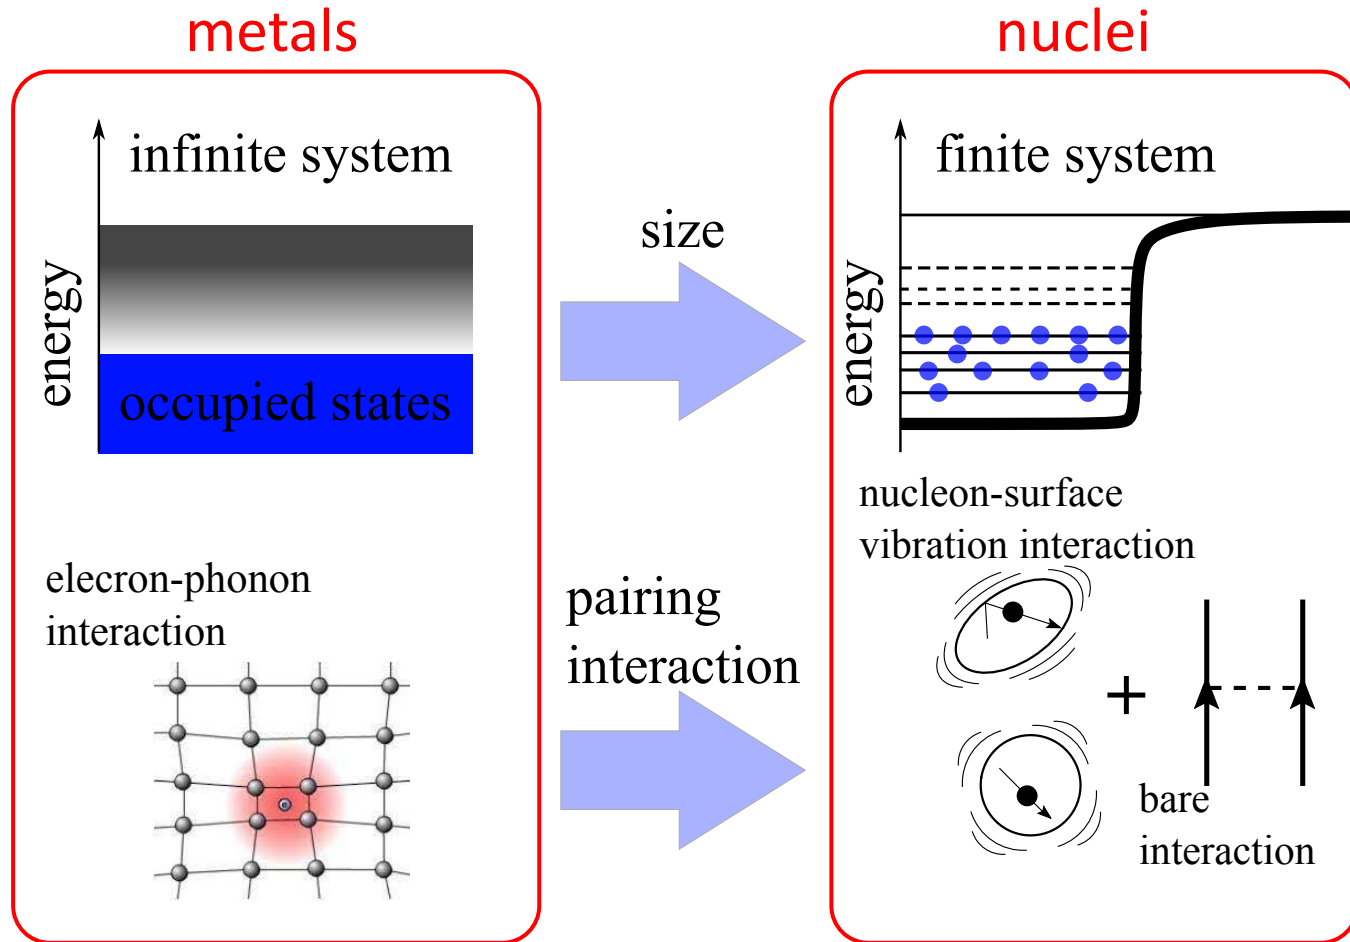 metals
infinite system
energy
occupied states
elecron-phonon
interaction
size
pairing
interaction
nuclei
finite system
energy
nucleon-surface
vibration interaction
+
bare
interaction